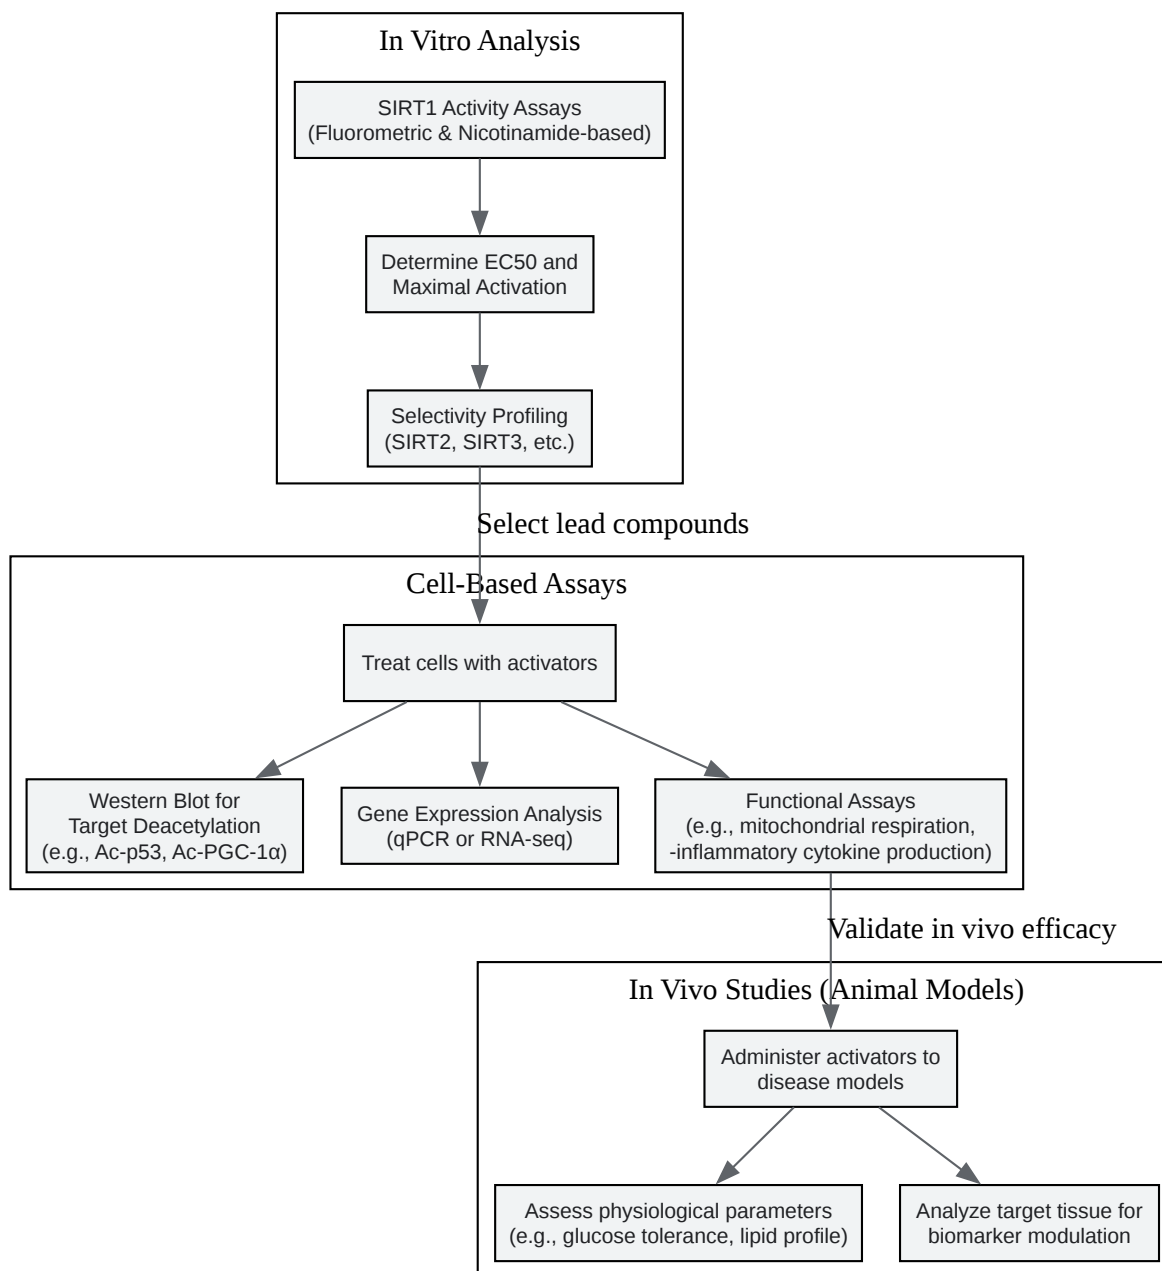 In Vitro Analysis
SIRT1 Activity Assays
(Fluorometric & Nicotinamide-based)
Determine EC50 and
Maximal Activation
Selectivity Profiling
(SIRT2, SIRT3, etc.)
Select lead compounds
Cell-Based Assays
Treat cells with activators
Western Blot for
Target Deacetylation
(e.g., Ac-p53, Ac-PGC-1α)
Gene Expression Analysis
(qPCR or RNA-seq)
Functional Assays
(e.g., mitochondrial respiration,
-inflammatory cytokine production)
Validate in vivo efficacy
In Vivo Studies (Animal Models)
Administer activators to
disease models
Assess physiological parameters
(e.g., glucose tolerance, lipid profile)
Analyze target tissue for
biomarker modulation